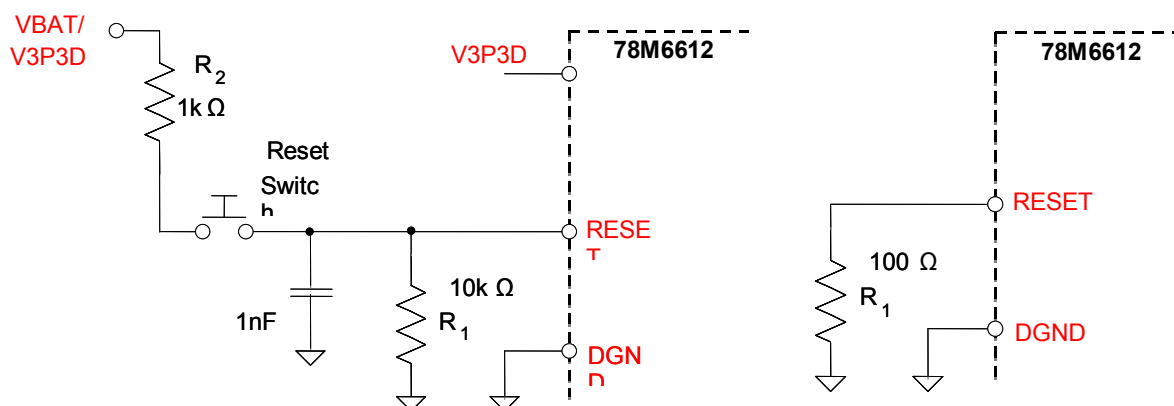 VBAT/
V3P3D
R2
1k Ω
Reset
Switc
h
V3P3D
78M6612
RESE
T
1nF
10k Ω
R1
DGN
D
78M6612
RESET
100 Ω
R1
DGND